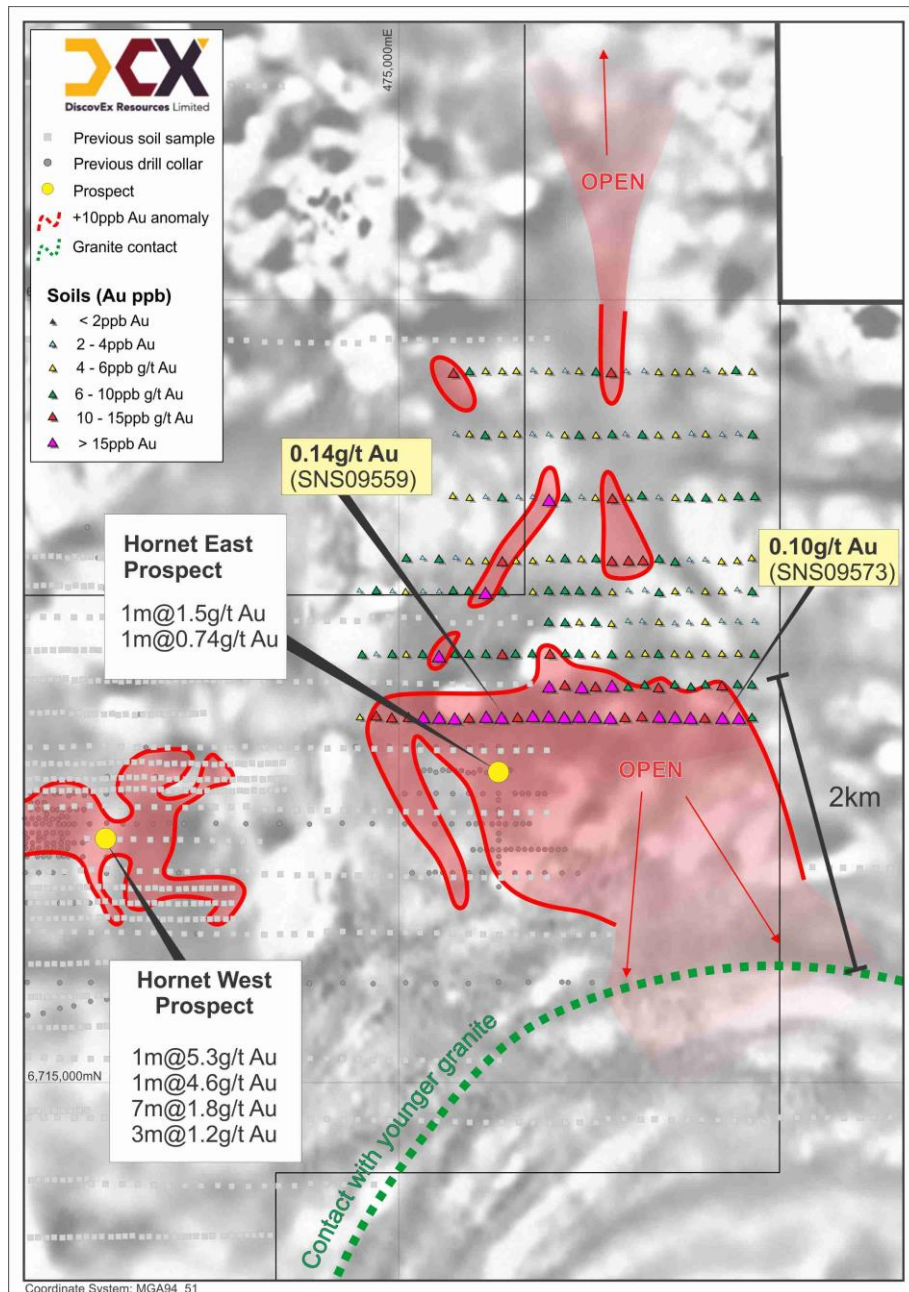 DCX
DiscovEx Resources Limited
Previous soil sample
Previous drill collar
Prospect
+10ppb Au anomaly
Granite contact
Soils (Au ppb)
< 2ppb Au
2 - 4ppb Au
4 - 6ppb g/t Au
6 - 10ppb g/t Au
10 - 15ppb g/t Au
> 15ppb Au
475,000mE
OPEN
0.14g/t Au
(SNS09559)
Hornet East
Prospect
1m@1.5g/t Au
1m@0.74g/t Au
0.10g/t Au
(SNS09573)
OPEN
2km
Hornet West
Prospect
1m@5.3g/t Au
1m@4.6g/t Au
7m@1.8g/t Au
3m@1.2g/t Au
6,715,000mN
Contact with younger granite
Coordinate System: MGA94_51